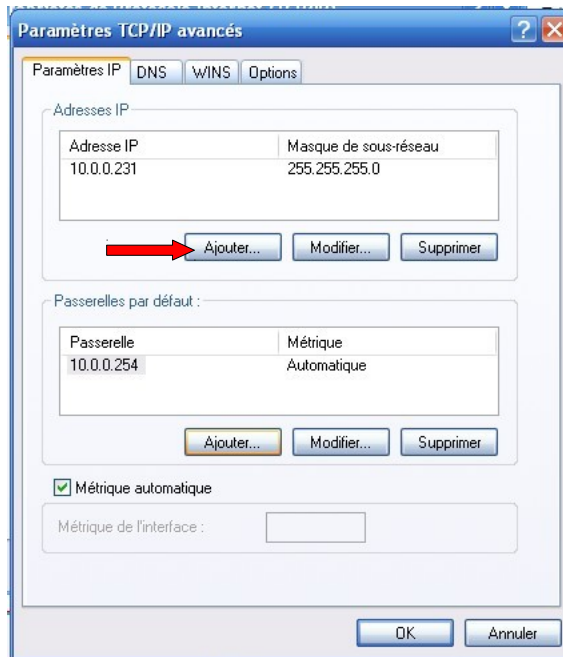 Paramètres TCP/IP avancés
Paramètres IP DNS WINS Options
Adresses IP
Adresse IP Masque de sous-réseau
10.0.0.231 255.255.255.0
Ajouter... Modifier... Supprimer
Passerelles par défaut :
Passerelle Métrique
10.0.0.254 Automatique
Ajouter... Modifier... Supprimer
Métrique automatique
Métrique de l'interface :
OK Annuler